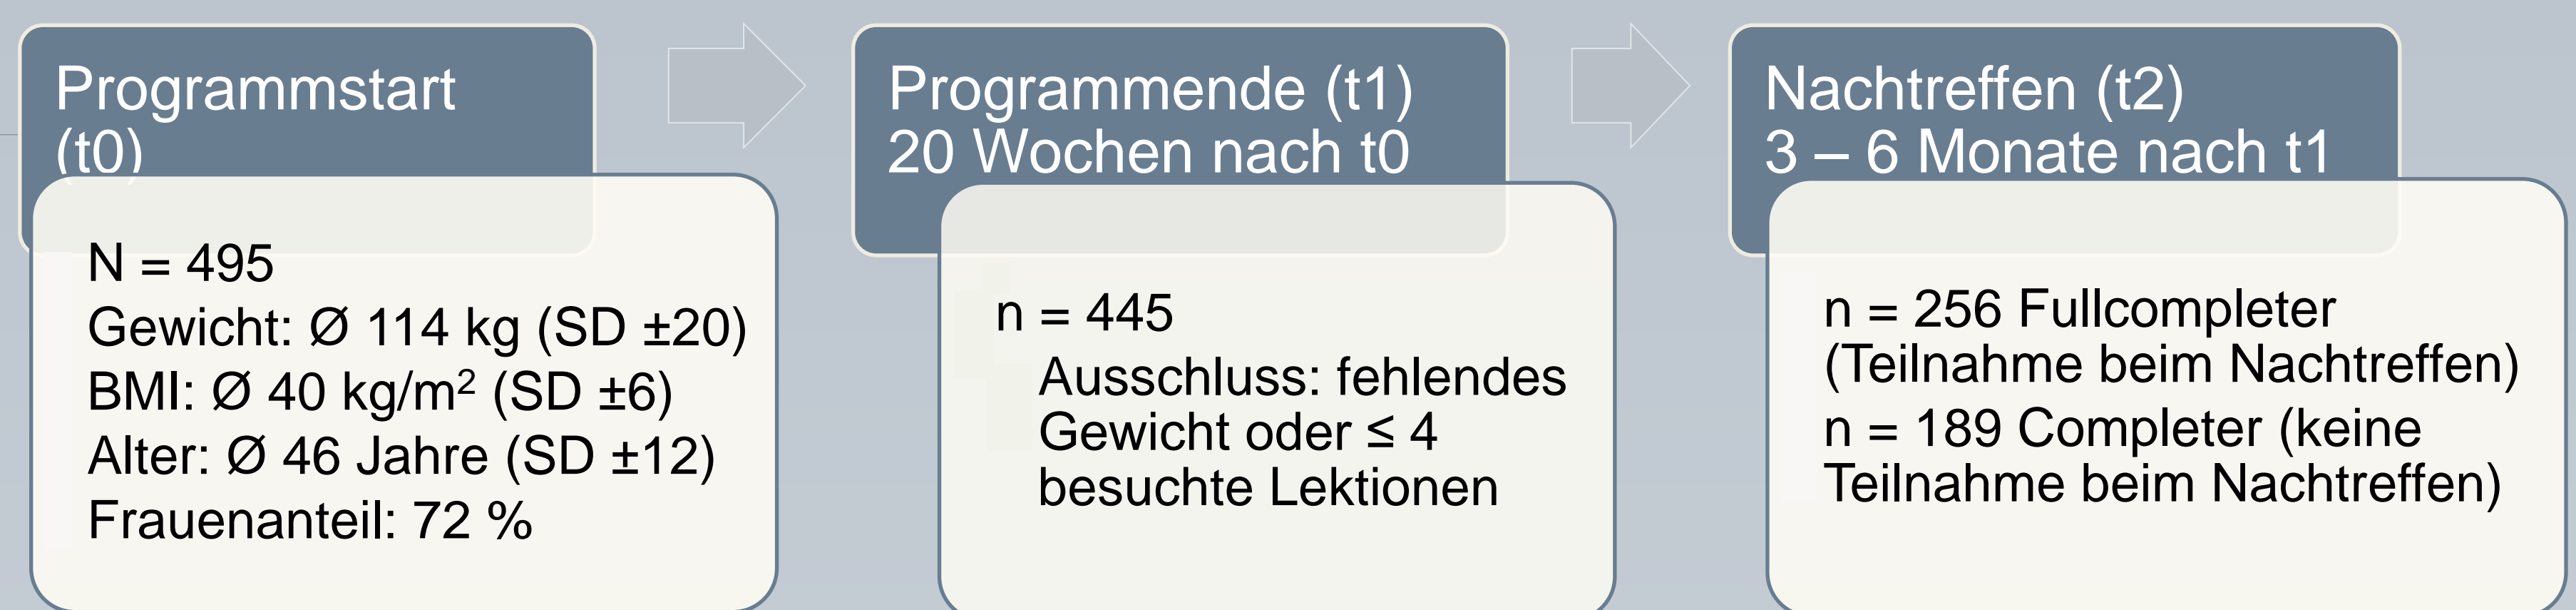 Programmstart
(t0)
N = 495
Gewicht: Ø 114 kg (SD ±20)
BMI: Ø 40 kg/m² (SD ±6)
Alter: Ø 46 Jahre (SD ±12)
Frauenanteil: 72 %
Programmende (t1)
20 Wochen nach t0
n = 445
Ausschluss: fehlendes
Gewicht oder ≤ 4
besuchte Lektionen
Nachtreffen (t2)
3 – 6 Monate nach t1
n = 256 Fullcompleter
(Teilnahme beim Nachtreffen)
n = 189 Completer (keine
Teilnahme beim Nachtreffen)